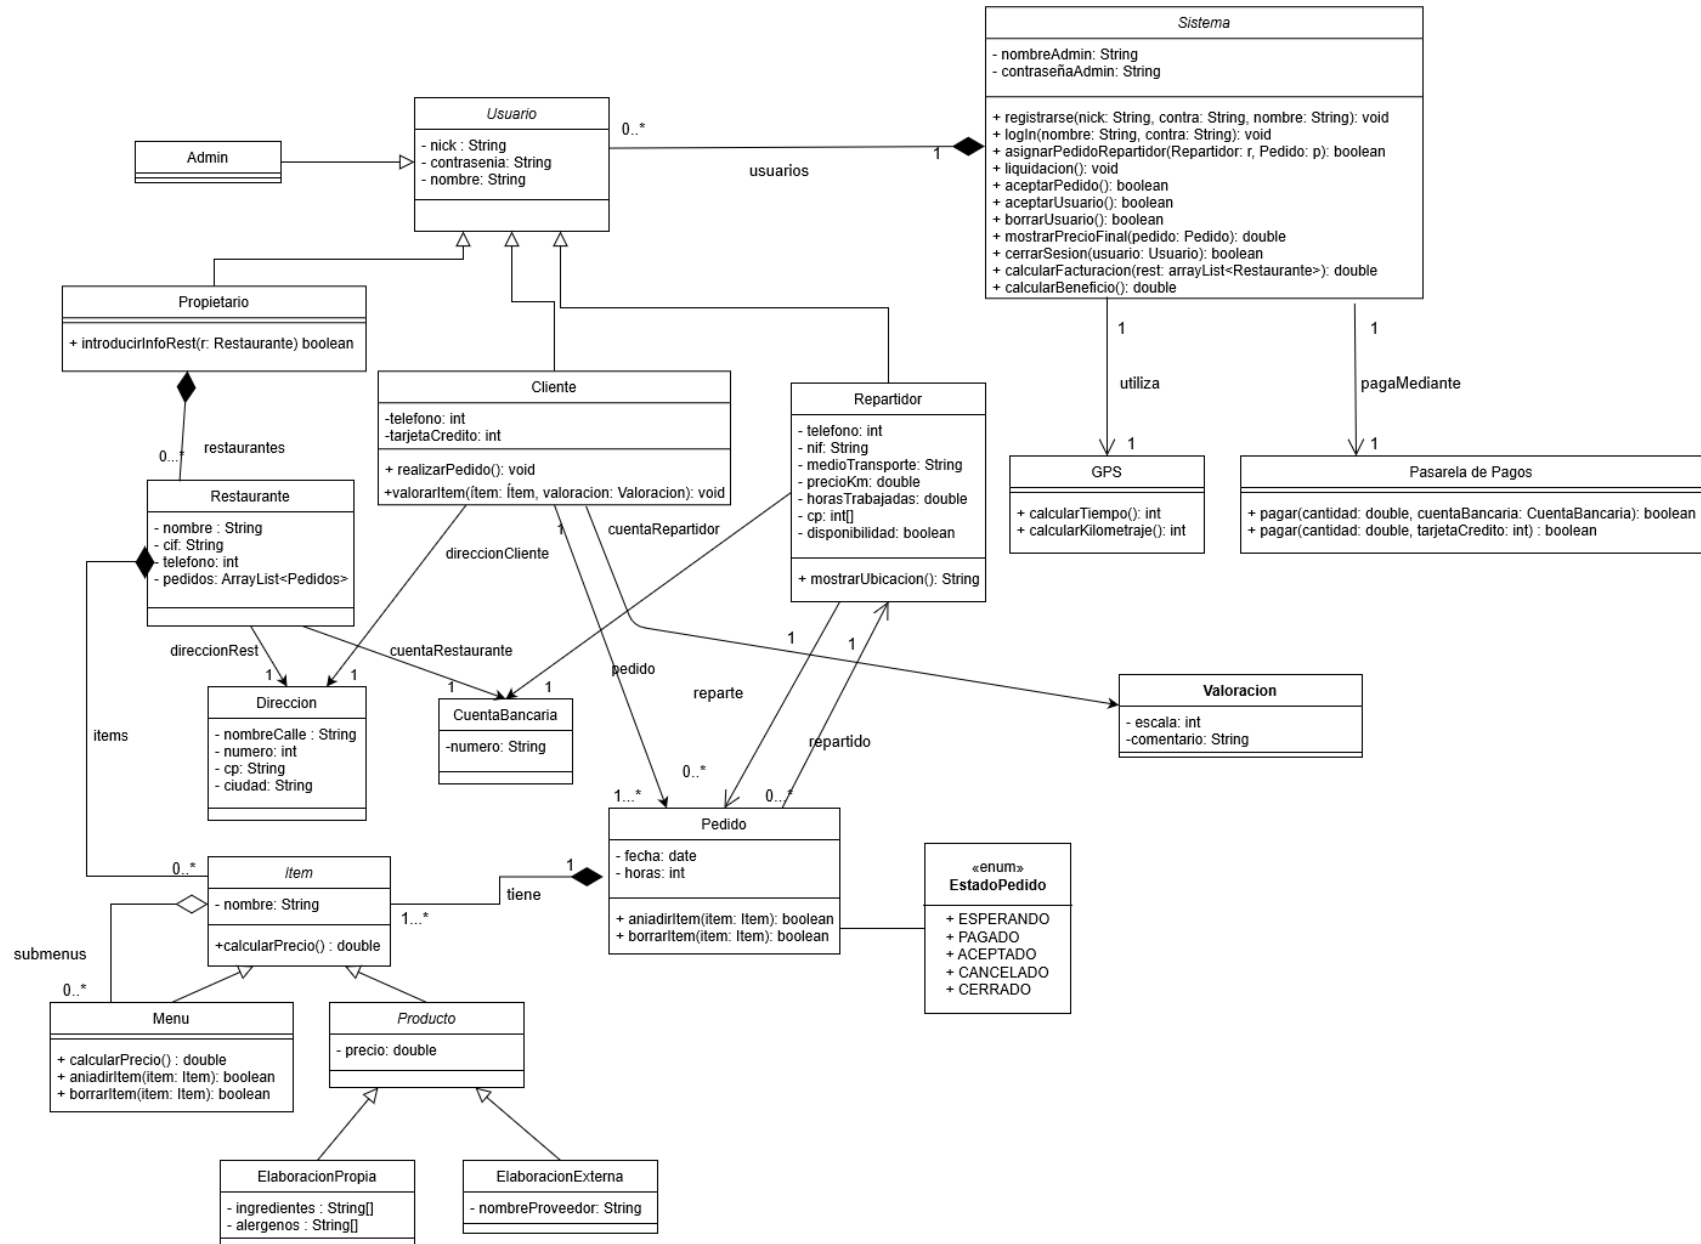 Sistema
- nombreAdmin: String
- contraseñaAdmin: String
+ registrarse(nick: String, contra: String, nombre: String): void
+ logIn(nombre: String, contra: String): void
+ asignarPedidoRepartidor(Repartidor: r, Pedido: p): boolean
+ liquidacion(): void
+ aceptarPedido(): boolean
+ aceptarUsuario(): boolean
+ borrarUsuario(): boolean
+ mostrarPrecioFinal(pedido: Pedido): double
+ cerrarSesion(usuario: Usuario): boolean
+ calcularFacturacion(rest: arrayList<Restaurante>): double
+ calcularBeneficio(): double
Usuario
- nick : String
- contrasenia: String
- nombre: String
0..*
1
usuarios
Admin
Propietario
+ introducirInfoRest(r: Restaurante) boolean
restaurantes
0...*
Cliente
-telefono: int
-tarjetaCredito: int
+ realizarPedido(): void
+valorarItem(ítem: Ítem, valoracion: Valoracion): void
Repartidor
- telefono: int
- nif: String
- medioTransporte: String
- precioKm: double
- horasTrabajadas: double
- cp: int[]
- disponibilidad: boolean
+ mostrarUbicacion(): String
1
utiliza
1
1
pagaMediante
1
GPS
+ calcularTiempo(): int
+ calcularKilometraje(): int
Pasarela de Pagos
+ pagar(cantidad: double, cuentaBancaria: CuentaBancaria): boolean
+ pagar(cantidad: double, tarjetaCredito: int) : boolean
Restaurante
- nombre : String
- cif: String
- telefono: int
- pedidos: ArrayList<Pedidos>
direccionCliente
1
cuentaRepartidor
direccionRest
cuentaRestaurante
1
1
1
1
pedido
1
1
reparte
repartido
Direccion
- nombreCalle : String
- numero: int
- cp: String
- ciudad: String
CuentaBancaria
-numero: String
Valoracion
- escala: int
-comentario: String
items
0..*
1...*
0..*
0...*
Pedido
- fecha: date
- horas: int
+ aniadirItem(item: Item): boolean
+ borrarItem(item: Item): boolean
«enum»
EstadoPedido
+ ESPERANDO
+ PAGADO
+ ACEPTADO
+ CANCELADO
+ CERRADO
Item
- nombre: String
+calcularPrecio() : double
1
tiene
1...*
submenus
0..*
Menu
+ calcularPrecio() : double
+ aniadirItem(item: Item): boolean
+ borrarItem(item: Item): boolean
Producto
- precio: double
ElaboracionPropia
- ingredientes : String[]
- alergenos : String[]
ElaboracionExterna
- nombreProveedor: String